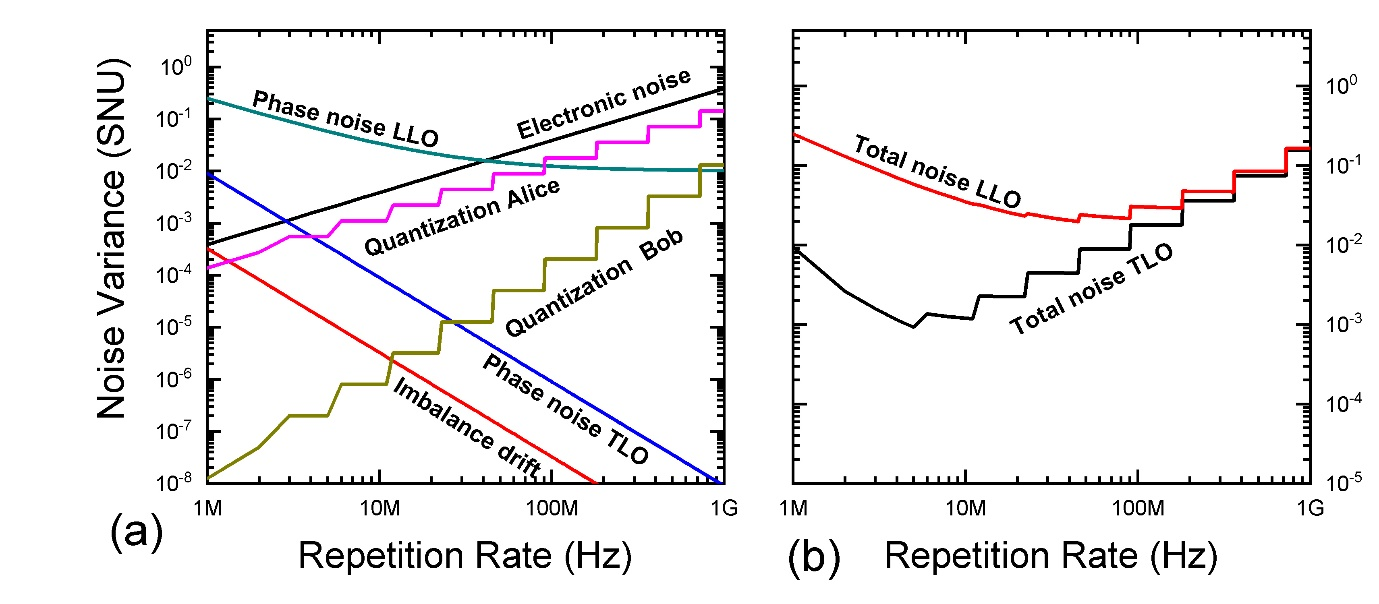 Noise Variance (SNU)
10^0
10^-1
10^-2
10^-3
10^-4
10^-5
10^-6
10^-7
10^-8
Phase noise LLO
Electronic noise
Quantization Alice
Quantization Bob
Phase noise TLO
Imbalance drift
1M
10M
100M
1G
(a)
Repetition Rate (Hz)
Total noise LLO
Total noise TLO
10^0
10^-1
10^-2
10^-3
10^-4
10^-5
1M
10M
100M
1G
(b)
Repetition Rate (Hz)